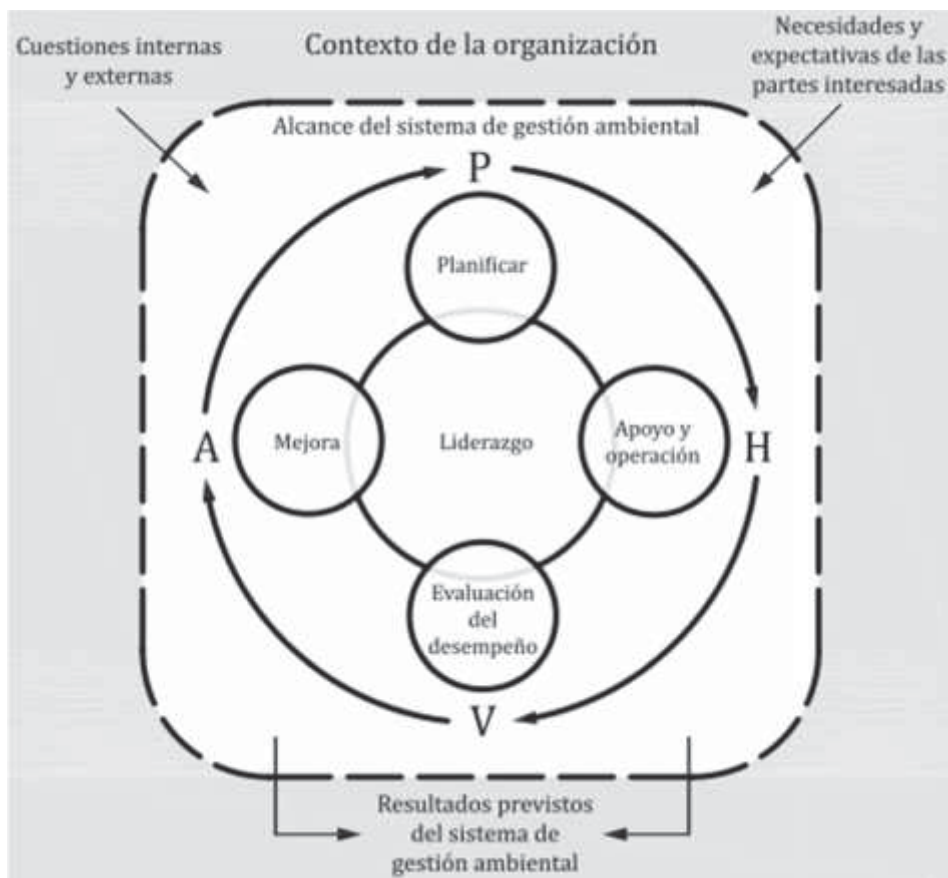 Cuestiones internas
y externas
Contexto de la organización
Necesidades y
expectativas de las
partes interesadas
Alcance del sistema de gestión ambiental
P
Planificar
A
Mejora
Liderazgo
Apoyo y
operación
H
Evaluación
del
desempeño
V
Resultados previstos
del sistema de
gestión ambiental